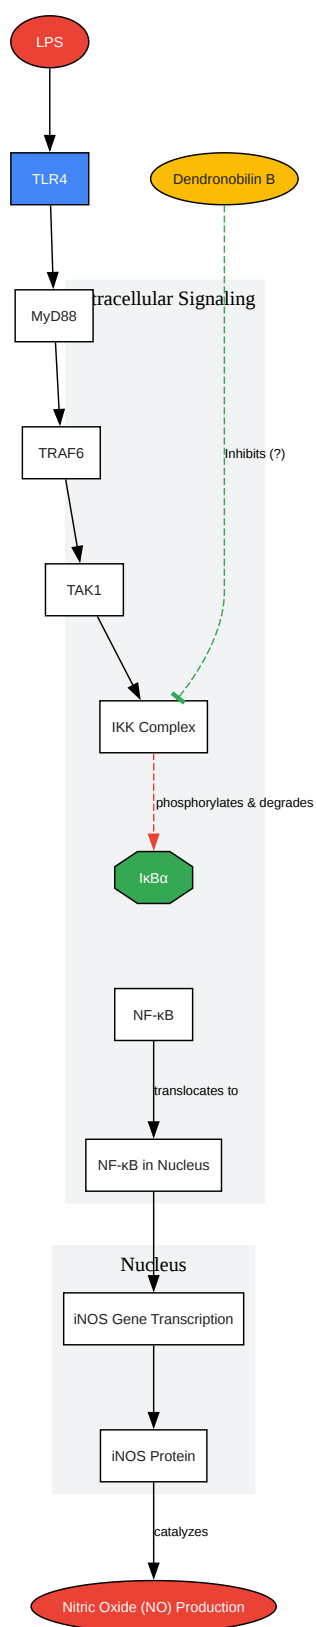 LPS
TLR4
Dendronobilin B
tracellular Signaling
MyD88
Inhibits (?)
TRAF6
TAK1
IKK Complex
phosphorylates & degrades
IκBα
NF-κB
translocates to
NF-κB in Nucleus
Nucleus
iNOS Gene Transcription
iNOS Protein
catalyzes
Nitric Oxide (NO) Production